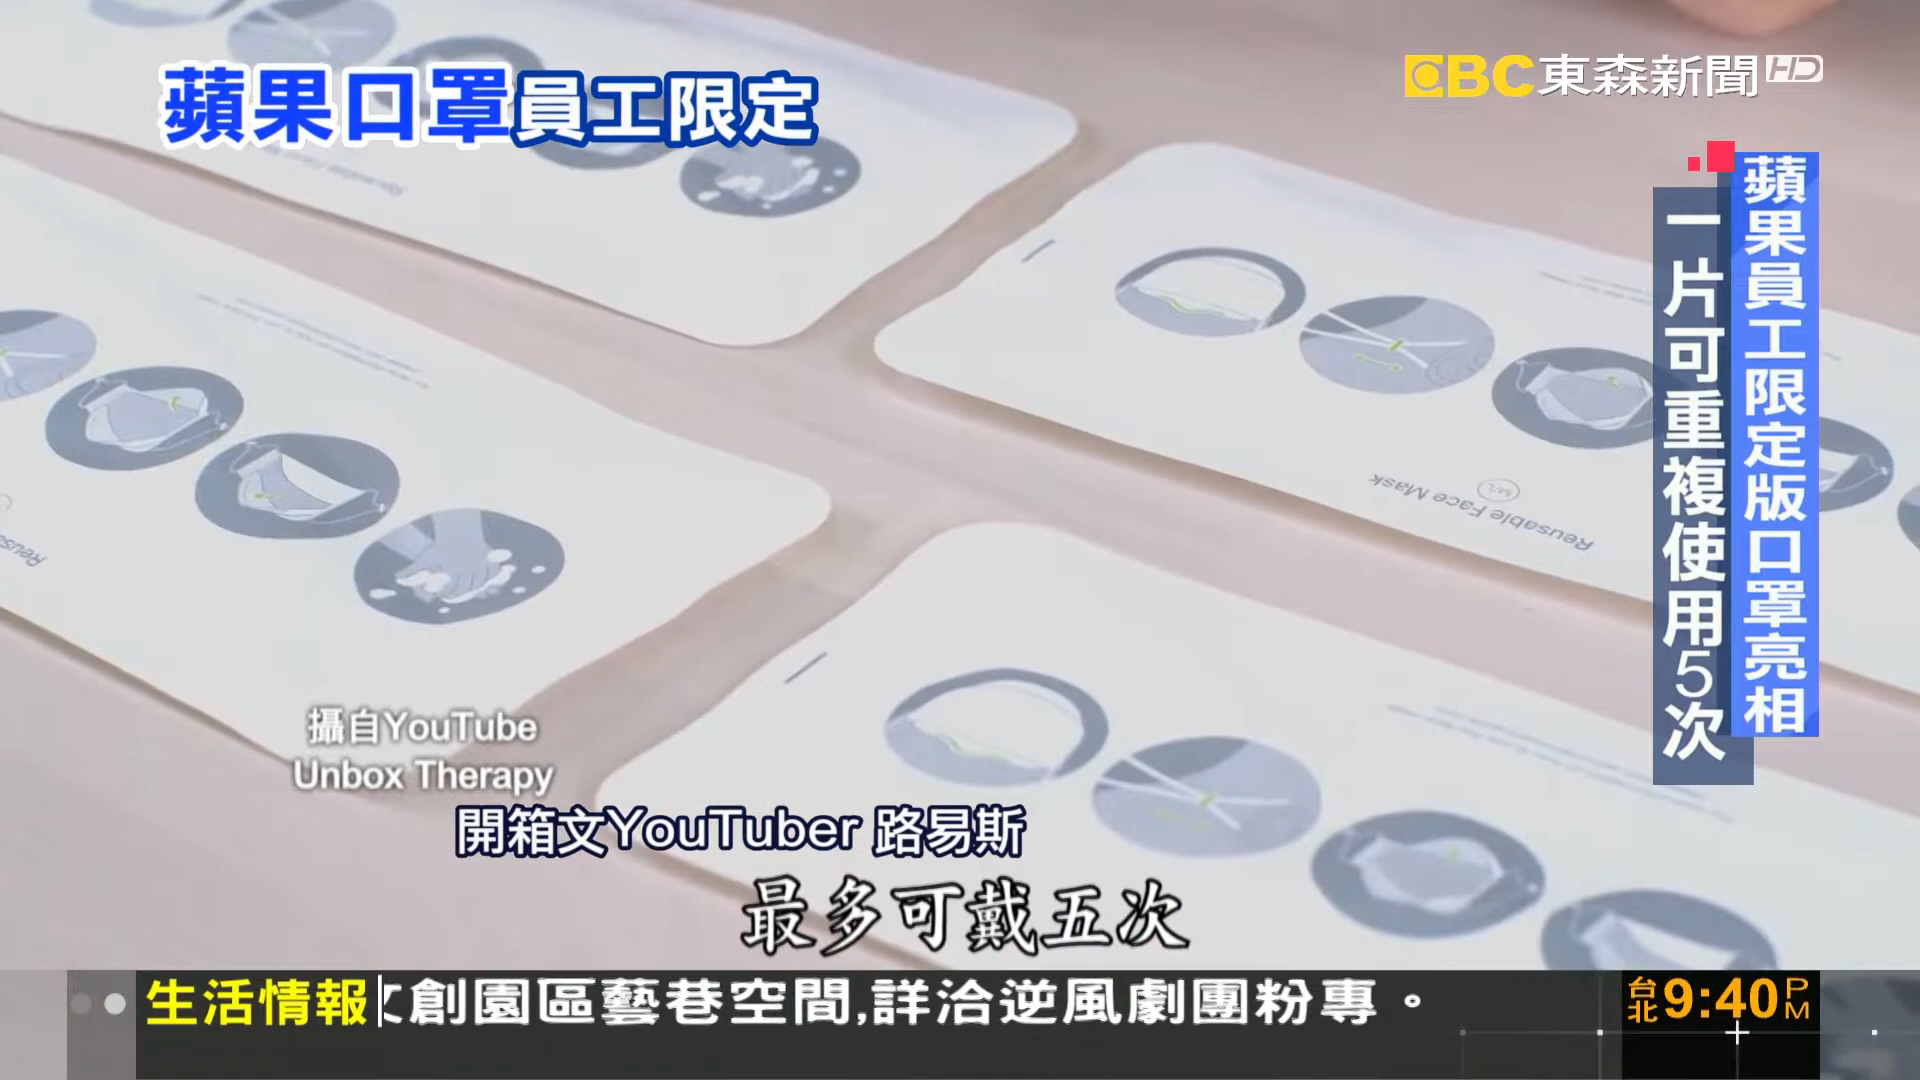 蘋果口罩員工限定
EBC東森新聞HD
蘋果員工限定版口罩亮相
一片可重複使用5次
Reusable Face Mask
M/L
攝自YouTube
Unbox Therapy
開箱文YouTuber 路易斯
最多可戴五次
生活情報
創園區藝巷空間,詳洽逆風劇團粉專。
台北9:40PM